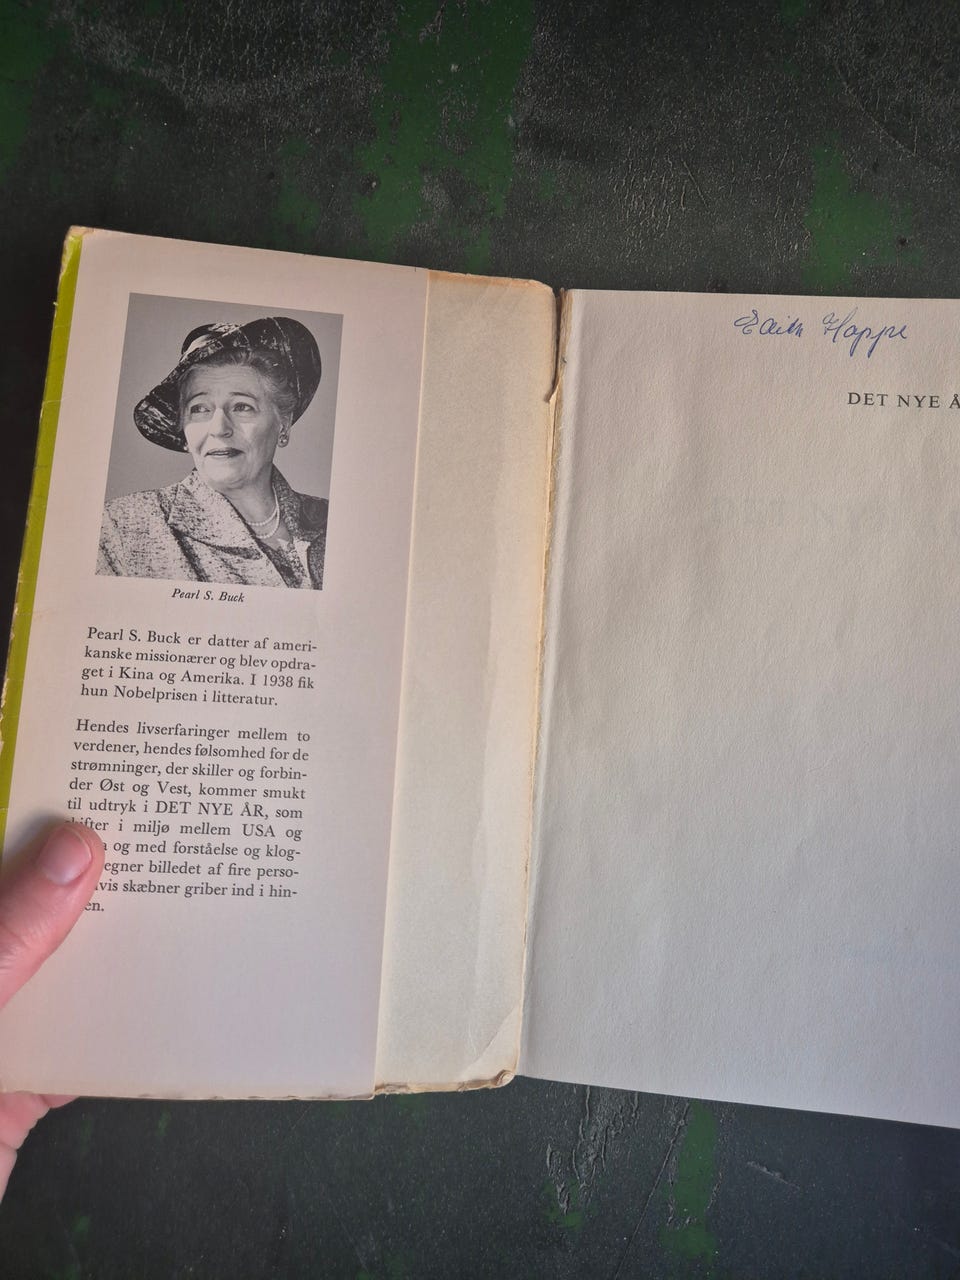 Pearl S. Buck
Pearl S. Buck er datter af ameri-
kanske missionærer og blev opdra-
get i Kina og Amerika. I 1938 fik
hun Nobelprisen i litteratur.
Hendes livserfaringer mellem to
verdener, hendes følsomhed for de
strømninger, der skiller og forbin-
der Øst og Vest, kommer smukt
til udtryk i DET NYE ÅR, som
skifter i miljø mellem USA og
og med forståelse og klog-
billedet af fire perso-
skæbner griber ind i hin-
Edith Hoppe
DET NYE Å